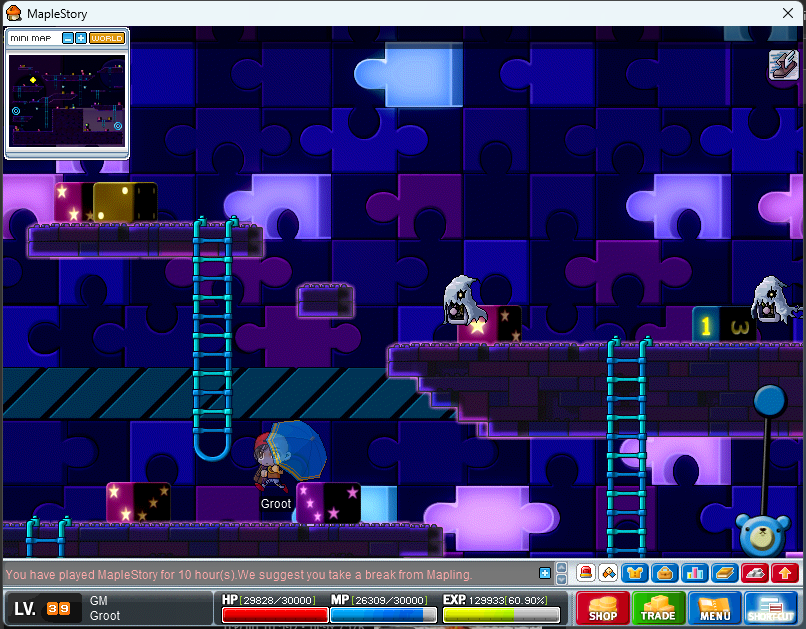 MapleStory
MINI MAP
WORLD
1
3
Groot
You have played MapleStory for 10 hour(s).We suggest you take a break from Mapling.
LV. 39
GM
Groot
HP [29828/30000] MP [26309/30000] EXP 129933[60.90%]
SHOP
TRADE
MENU
SHORTCUT